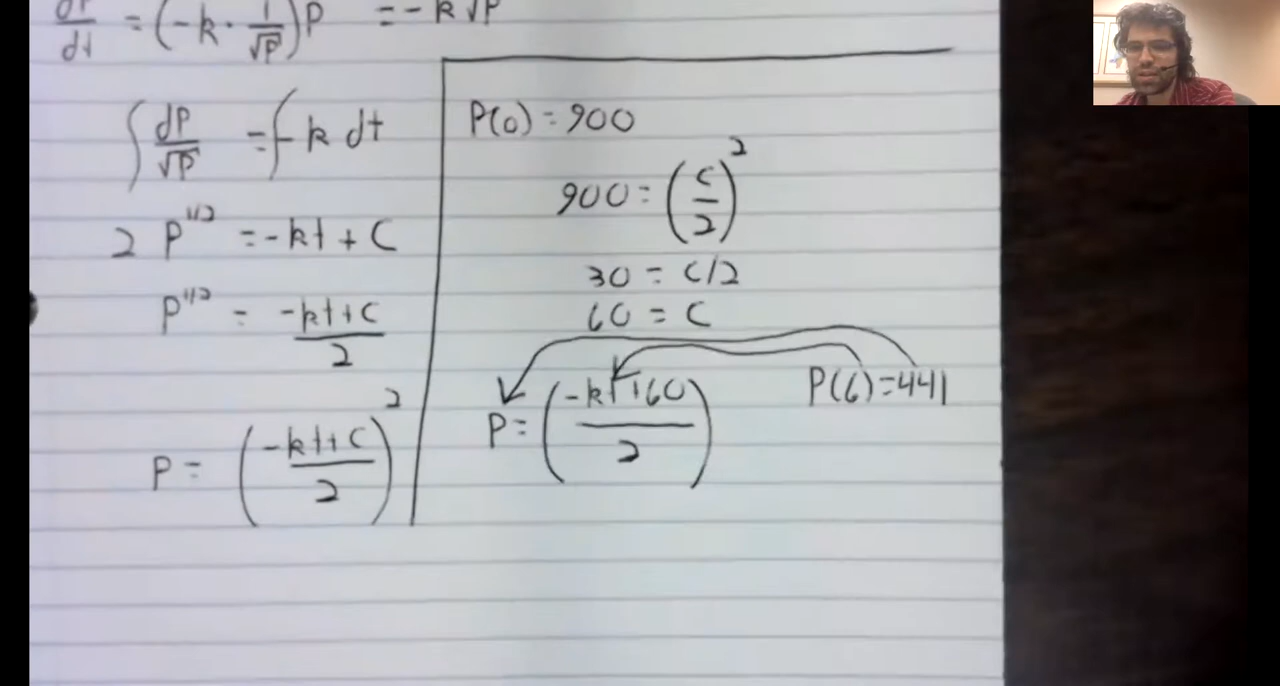 dP/dt = (-k · 1/√P)P = -k√P
∫ dP/√P = ∫-k dt
2 P^1/2 = -kt + C
P^1/2 = (-kt+C)/2
P = ((-kt+C)/2)^2
P(0) = 900
900 = (C/2)^2
30 = C/2
60 = C
P = ((-kt+60)/2)
P(6)=441